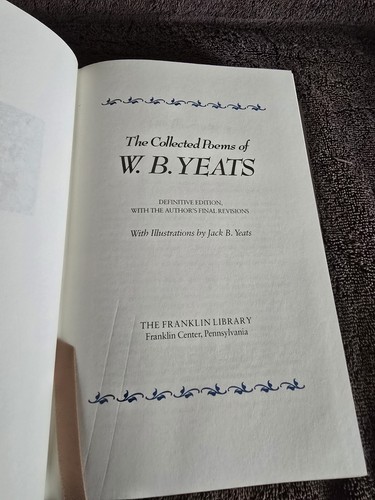 The Collected Poems of
W. B. YEATS
DEFINITIVE EDITION,
WITH THE AUTHOR'S FINAL REVISIONS
With Illustrations by Jack B. Yeats
THE FRANKLIN LIBRARY
Franklin Center, Pennsylvania